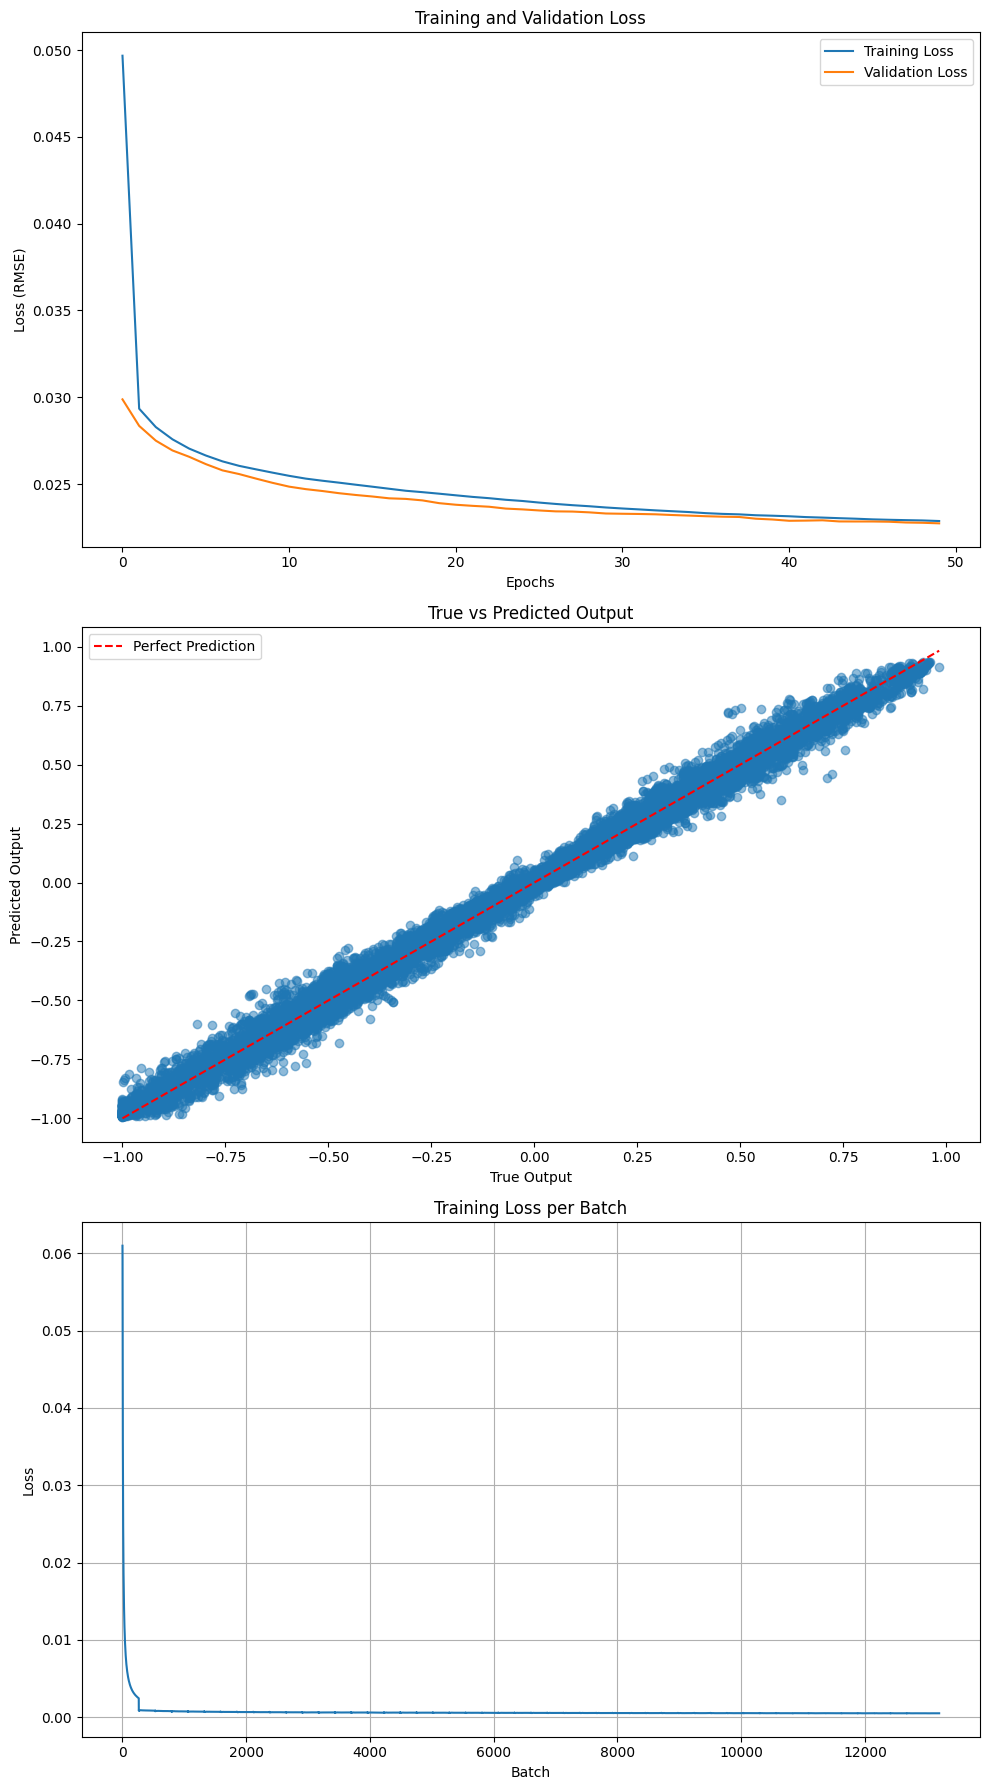 Training and Validation Loss
Training Loss
Validation Loss
0.050
0.045
0.040
0.035
0.030
0.025
Loss (RMSE)
0 10 20 30 40 50
Epochs
True vs Predicted Output
Perfect Prediction
1.00
0.75
0.50
0.25
0.00
−0.25
−0.50
−0.75
−1.00
Predicted Output
−1.00 −0.75 −0.50 −0.25 0.00 0.25 0.50 0.75 1.00
True Output
Training Loss per Batch
0.06
0.05
0.04
0.03
0.02
0.01
0.00
Loss
0 2000 4000 6000 8000 10000 12000
Batch